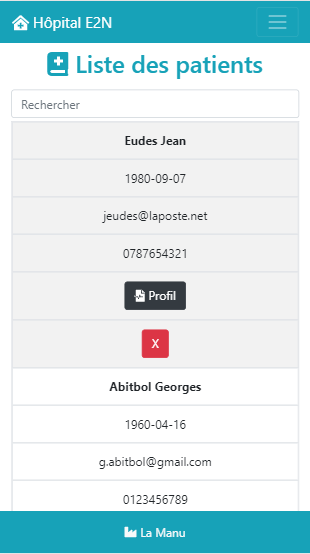 Hôpital E2N
Liste des patients
Rechercher
Eudes Jean
1980-09-07
jeudes@laposte.net
0787654321
Profil
X
Abitbol Georges
1960-04-16
g.abitbol@gmail.com
0123456789
La Manu